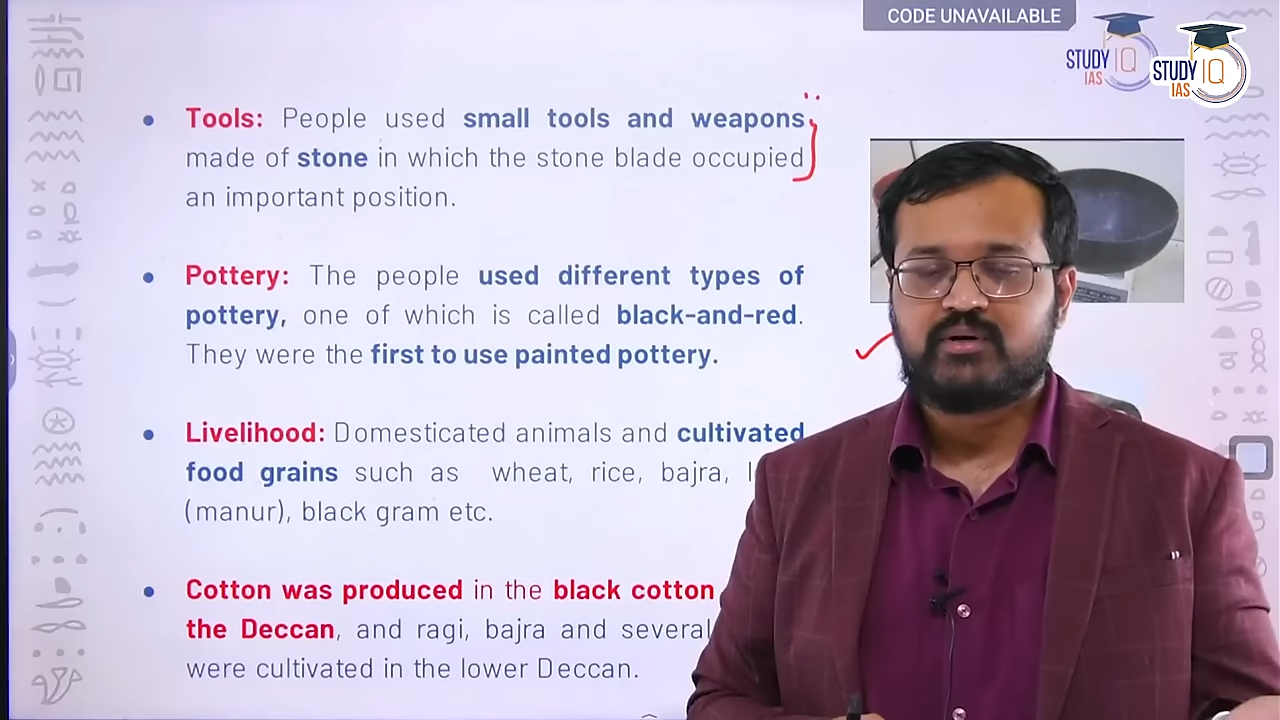 CODE UNAVAILABLE
STUDY IQ
IAS
STUDY IQ
IAS
• Tools: People used small tools and weapons
made of stone in which the stone blade occupied
an important position.
• Pottery: The people used different types of
pottery, one of which is called black-and-red.
They were the first to use painted pottery.
• Livelihood: Domesticated animals and cultivated
food grains such as wheat, rice, bajra,
(manur), black gram etc.
• Cotton was produced in the black cotton
the Deccan, and ragi, bajra and several
were cultivated in the lower Deccan.